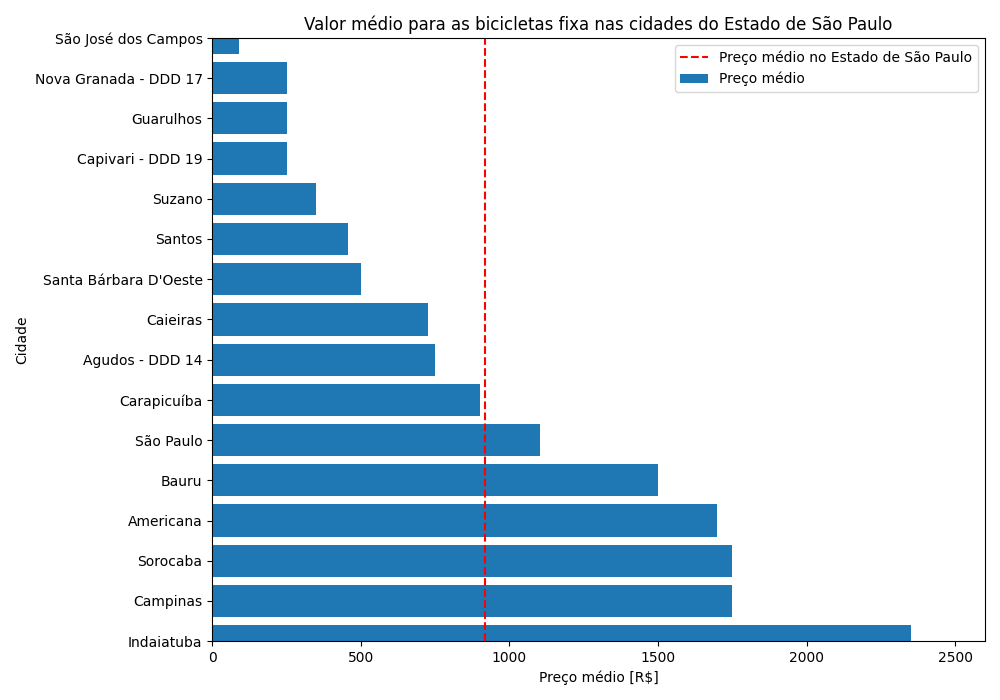 Valor médio para as bicicletas fixa nas cidades do Estado de São Paulo
Preço médio no Estado de São Paulo
Preço médio
Cidade
São José dos Campos
Nova Granada - DDD 17
Guarulhos
Capivari - DDD 19
Suzano
Santos
Santa Bárbara D'Oeste
Caieiras
Agudos - DDD 14
Carapicuíba
São Paulo
Bauru
Americana
Sorocaba
Campinas
Indaiatuba
0 500 1000 1500 2000 2500
Preço médio [R$]